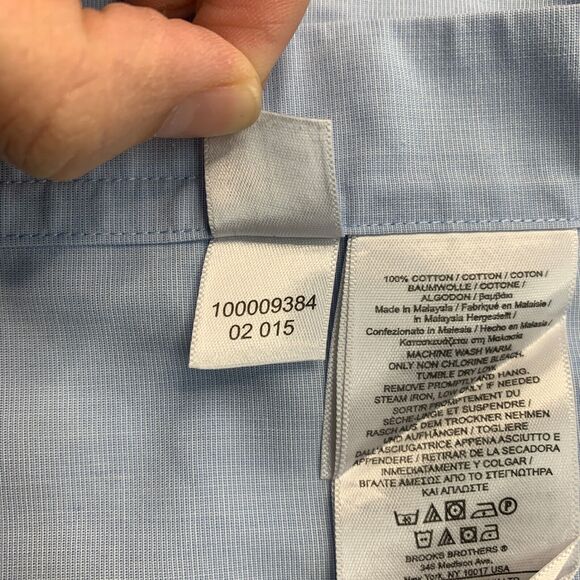 100009384
02 015
100% COTTON / COTTON / COTON /
BAUMWOLLE / COTONE /
ALGODON / βαμβάκι
Made in Malaysia / Fabriqué en Malaisie /
in Malaysia Hergestellt /
Confezionato in Malesia / Hecho en Malasia /
Κατασκευάζεται στη Μαλαισία
MACHINE WASH WARM.
ONLY NON CHLORINE BLEACH.
TUMBLE DRY LOW.
REMOVE PROMPTLY AND HANG.
STEAM IRON, LOW ONLY IF NEEDED
SORTIR PROMPTEMENT DU
SÈCHE-LINGE ET SUSPENDRE /
RASCH AUS DEM TROCKNER NEHMEN
UND AUFHÄNGEN / TOGLIERE
DALL'ASCIUGATRICE APPENA ASCIUTTO E
APPENDERE / RETIRAR DE LA SECADORA
INMEDIATAMENTE Y COLGAR /
ΒΓΑΛΤΕ ΑΜΕΣΩΣ ΑΠΟ ΤΟ ΣΤΕΓΝΩΤΗΡΑ
ΚΑΙ ΑΠΛΩΣΤΕ
BROOKS BROTHERS ®
346 Madison Ave.
New York, NY 10017 USA